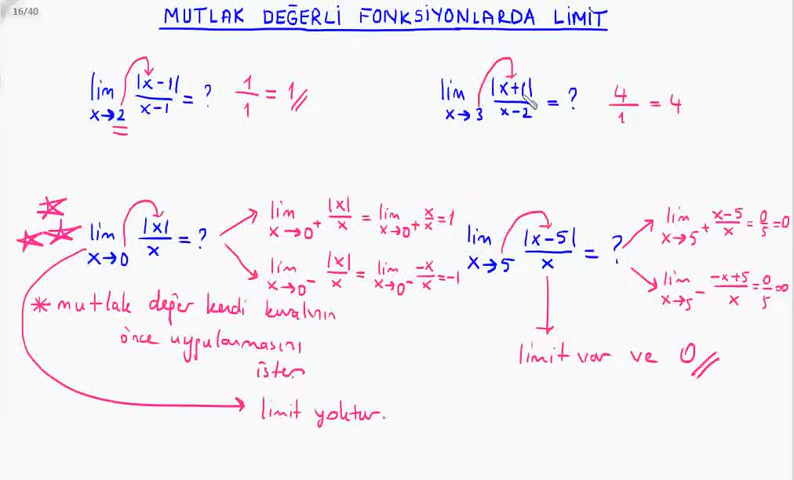 16/40
MUTLAK DEĞERLİ FONKSİYONLARDA LİMİT
lim x→2 |x-1|/x-1 = ? 1/1 = 1
lim x→3 |x+1|/x-2 = ? 4/1 = 4
lim x→0 |x|/x = ?
lim x→0+ |x|/x = lim x→0+ x/x = 1
lim x→0- |x|/x = lim x→0- -x/x = -1
* mutlak değer kendi kuralının
önce uygulanmasını
ister
limit yoktur.
lim x→5 |x-5|/x = ?
lim x→5+ x-5/x = 0/5 = 0
lim x→5- -x+5/x = 0/5 = 0
limit var ve 0